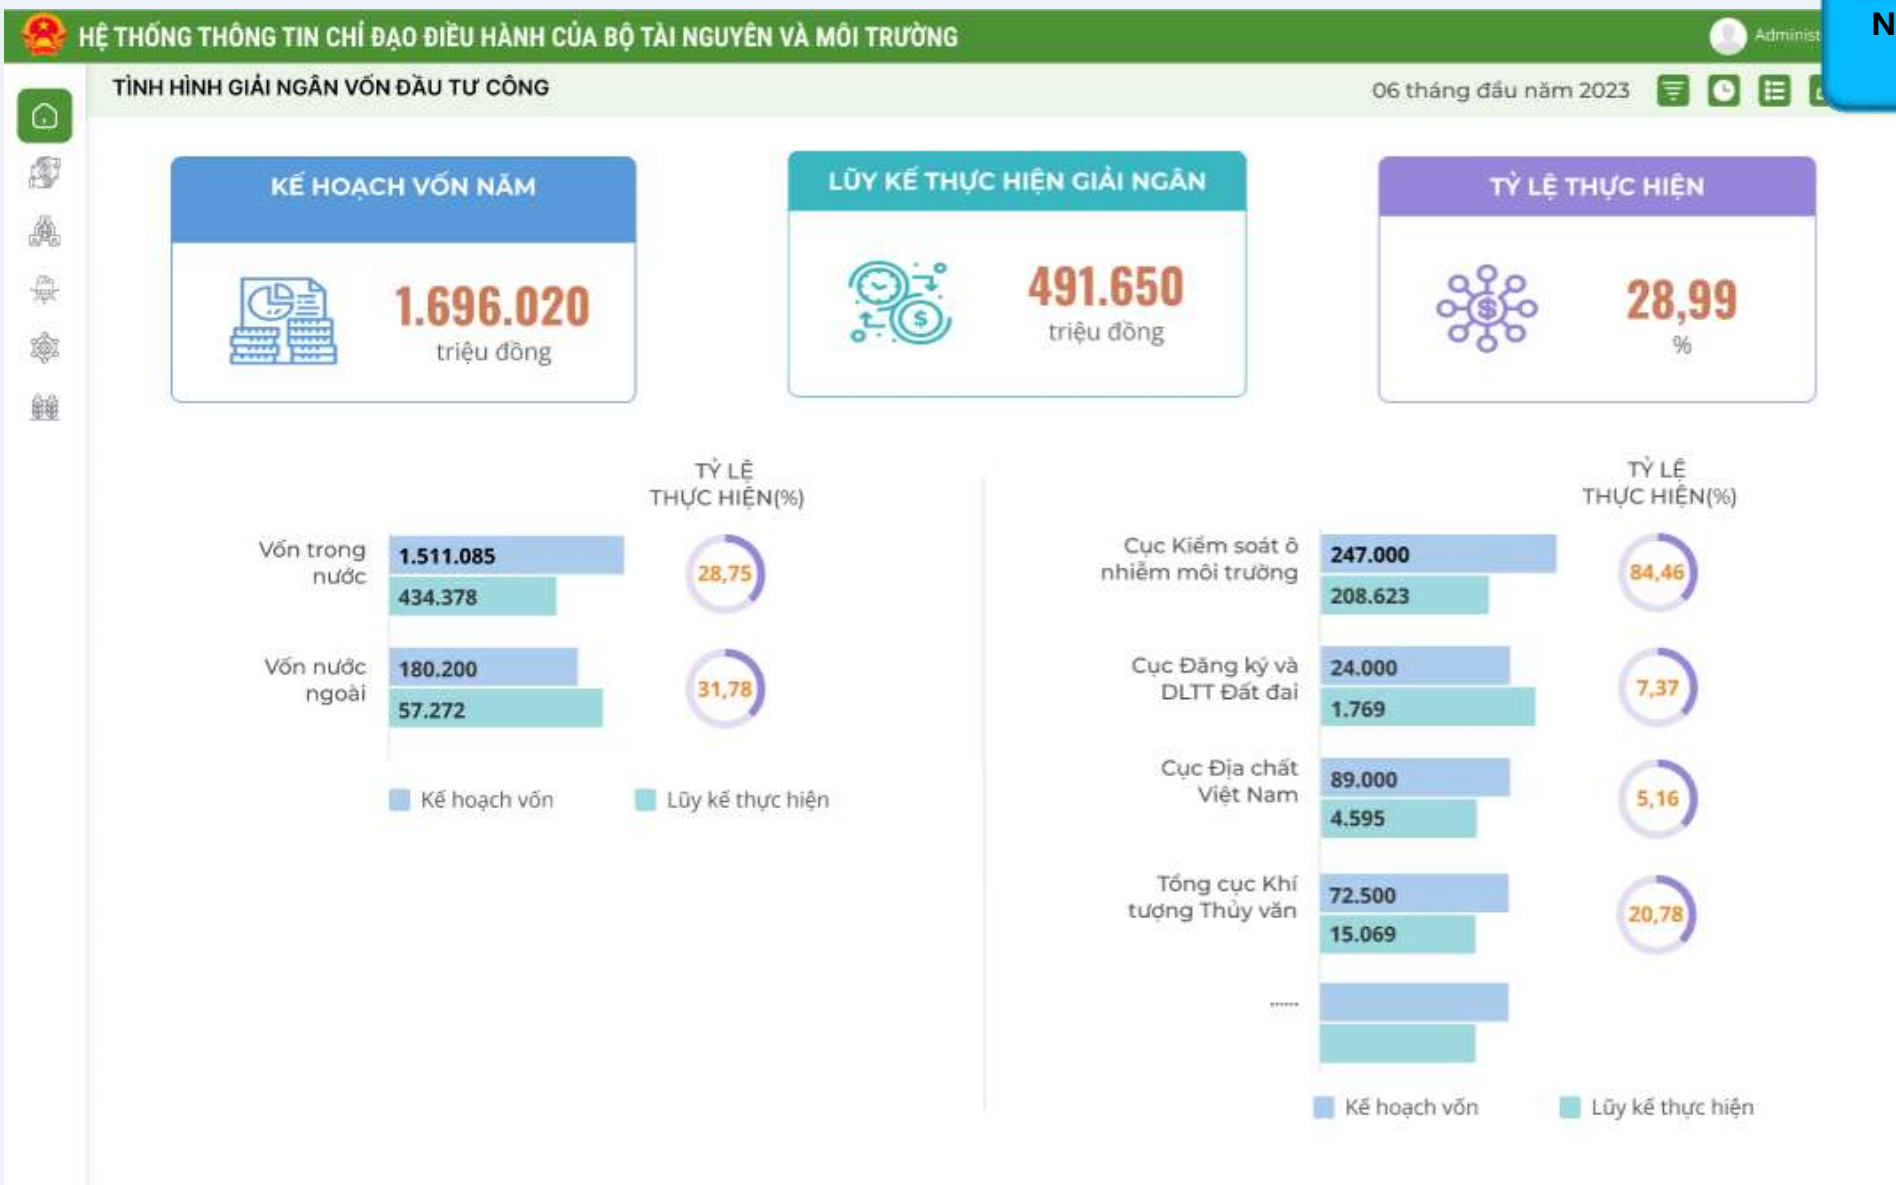 HỆ THỐNG THÔNG TIN CHỈ ĐẠO ĐIỀU HÀNH CỦA BỘ TÀI NGUYÊN VÀ MÔI TRƯỜNG
TÌNH HÌNH GIẢI NGÂN VỐN ĐẦU TƯ CÔNG
06 tháng đầu năm 2023
KẾ HOẠCH VỐN NĂM
1.696.020
triệu đồng
LŨY KẾ THỰC HIỆN GIẢI NGÂN
491.650
triệu đồng
TỶ LỆ THỰC HIỆN
28,99
%
TỶ LỆ
THỰC HIỆN(%)
Vốn trong
nước
1.511.085
434.378
28,75
Vốn nước
ngoài
180.200
57.272
31,78
Kế hoạch vốn
Lũy kế thực hiện
TỶ LỆ
THỰC HIỆN(%)
Cục Kiểm soát ô
nhiễm môi trường
247.000
208.623
84,46
Cục Đăng ký và
DLTT Đất đai
24.000
1.769
7,37
Cục Địa chất
Việt Nam
89.000
4.595
5,16
Tổng cục Khí
tượng Thủy văn
72.500
15.069
20,78
......
Kế hoạch vốn
Lũy kế thực hiện